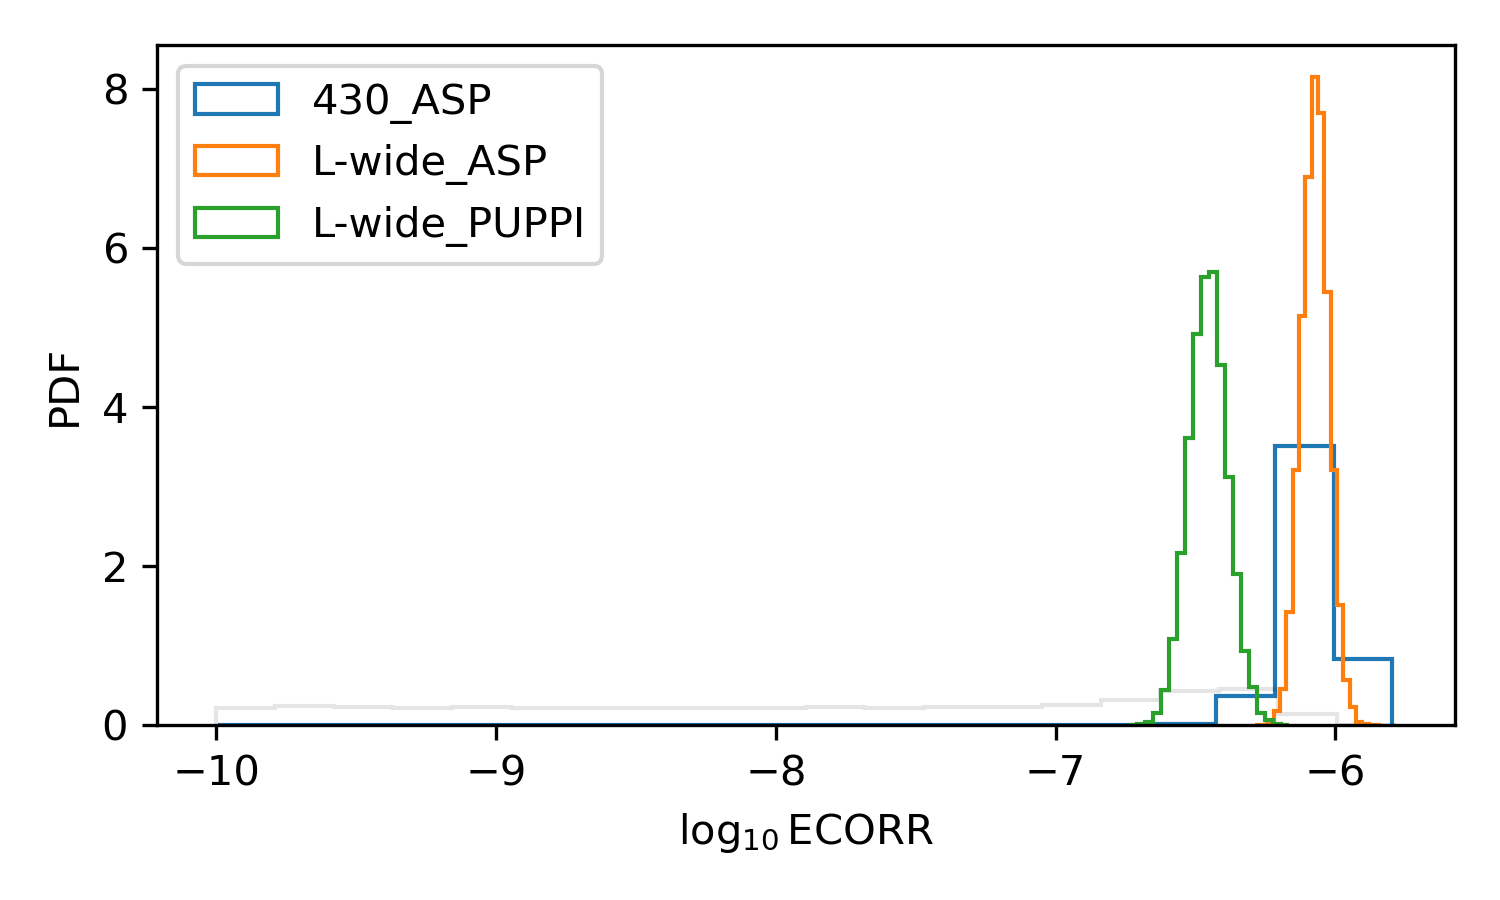 430_ASP
L-wide_ASP
L-wide_PUPPI
8
6
4
2
0
PDF
−10 −9 −8 −7 −6
log₁₀ ECORR